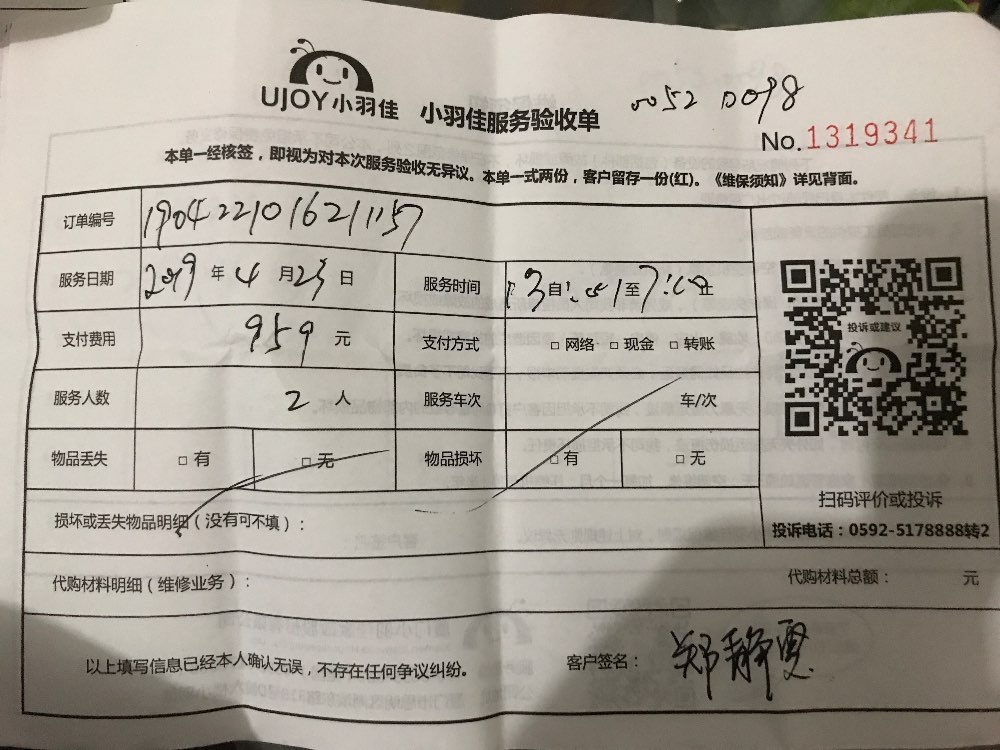 UJOY小羽佳 小羽佳服务验收单 0052 0098
No.1319341
本单一经核签，即视为对本次服务验收无异议。本单一式两份，客户留存一份(红)。《维保须知》详见背面。
订单编号 190422101621157
服务日期 2019 年 4 月 23 日 服务时间 自 至
支付费用 959 元 支付方式 □ 网络 □ 现金 □ 转账
投诉或建议
服务人数 2 人 服务车次 车/次
物品丢失 □ 有 □ 无 物品损坏 □ 有 □ 无
扫码评价或投诉
损坏或丢失物品明细（没有可不填）：
投诉电话：0592-5178888转2
代购材料明细（维修业务）： 代购材料总额： 元
以上填写信息已经本人确认无误，不存在任何争议纠纷。 客户签名： 郑静贤